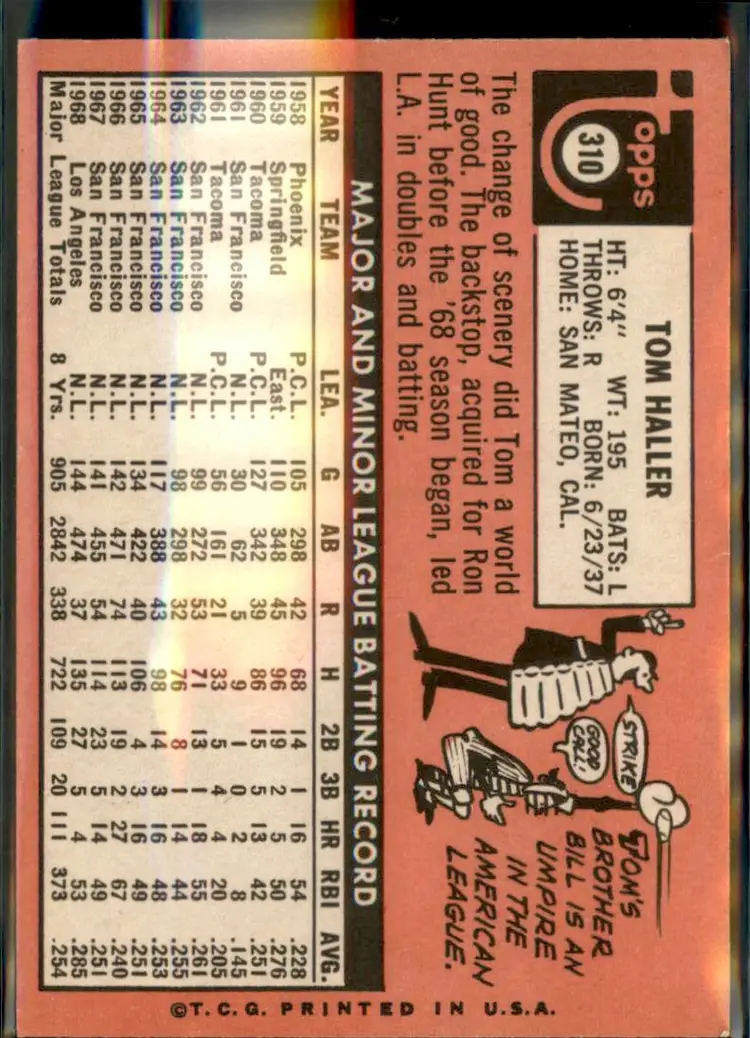 Topps
310
TOM HALLER
HT: 6'4" WT: 195 BATS: L
THROWS: R BORN: 6/23/37
HOME: SAN MATEO, CAL.
The change of scenery did Tom a world
of good. The backstop, acquired for Ron
Hunt before the '68 season began, led
L.A. in doubles and batting.
STRIKE
GOOD
CALL!
TOM'S
BROTHER
BILL IS AN
UMPIRE
IN THE
AMERICAN
LEAGUE.
MAJOR AND MINOR LEAGUE BATTING RECORD
YEAR TEAM LEA. G AB R H 2B 3B HR RBI AVG.
1958 Phoenix P.C.L. 105 298 42 68 14 1 16 54 .228
1959 Springfield East. 110 348 45 96 19 2 5 50 .276
1960 Tacoma P.C.L. 127 342 39 86 15 5 13 42 .251
1961 San Francisco N.L. 30 62 5 9 1 0 2 8 .145
1961 Tacoma P.C.L. 56 161 21 33 5 4 4 20 .205
1962 San Francisco N.L. 99 272 53 71 13 1 18 55 .261
1963 San Francisco N.L. 98 298 32 76 8 1 14 44 .255
1964 San Francisco N.L. 117 388 43 98 14 3 16 48 .253
1965 San Francisco N.L. 134 422 40 106 4 3 16 49 .251
1966 San Francisco N.L. 142 471 74 113 19 2 27 67 .240
1967 San Francisco N.L. 141 455 54 114 23 5 14 49 .251
1968 Los Angeles N.L. 144 474 37 135 27 5 4 53 .285
Major League Totals 8 Yrs. 905 2842 338 722 109 20 111 373 .254
©T.C.G. PRINTED IN U.S.A.